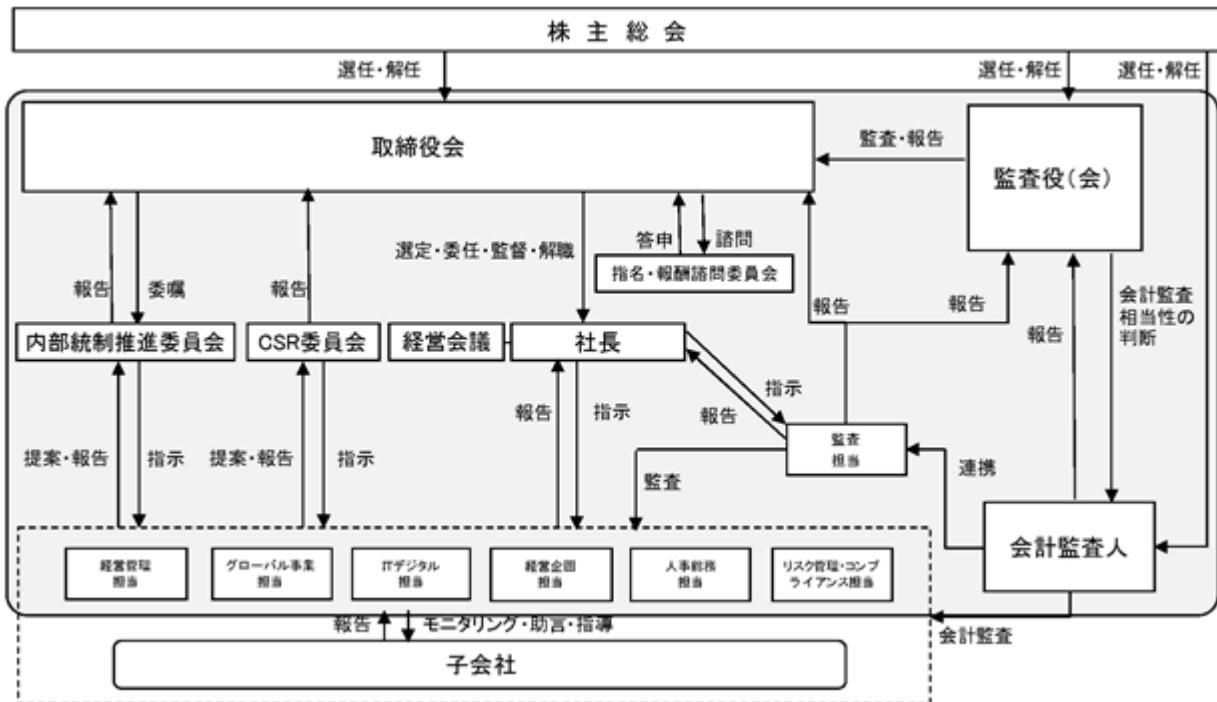 株主総会
選任・解任
選任・解任
選任・解任
取締役会
監査・報告
監査役(会)
選定・委任・監督・解職
答申
諮問
指名・報酬諮問委員会
報告
委嘱
報告
報告
報告
報告
会計監査
相当性の
判断
内部統制推進委員会
CSR委員会
経営会議
社長
指示
報告
報告
指示
監査
担当
提案・報告
指示
提案・報告
指示
監査
連携
会計監査人
経営管理
担当
グローバル事業
担当
ITデジタル
担当
経営企画
担当
人事総務
担当
リスク管理・コンプ
ライアンス担当
報告
モニタリング・助言・指導
会計監査
子会社